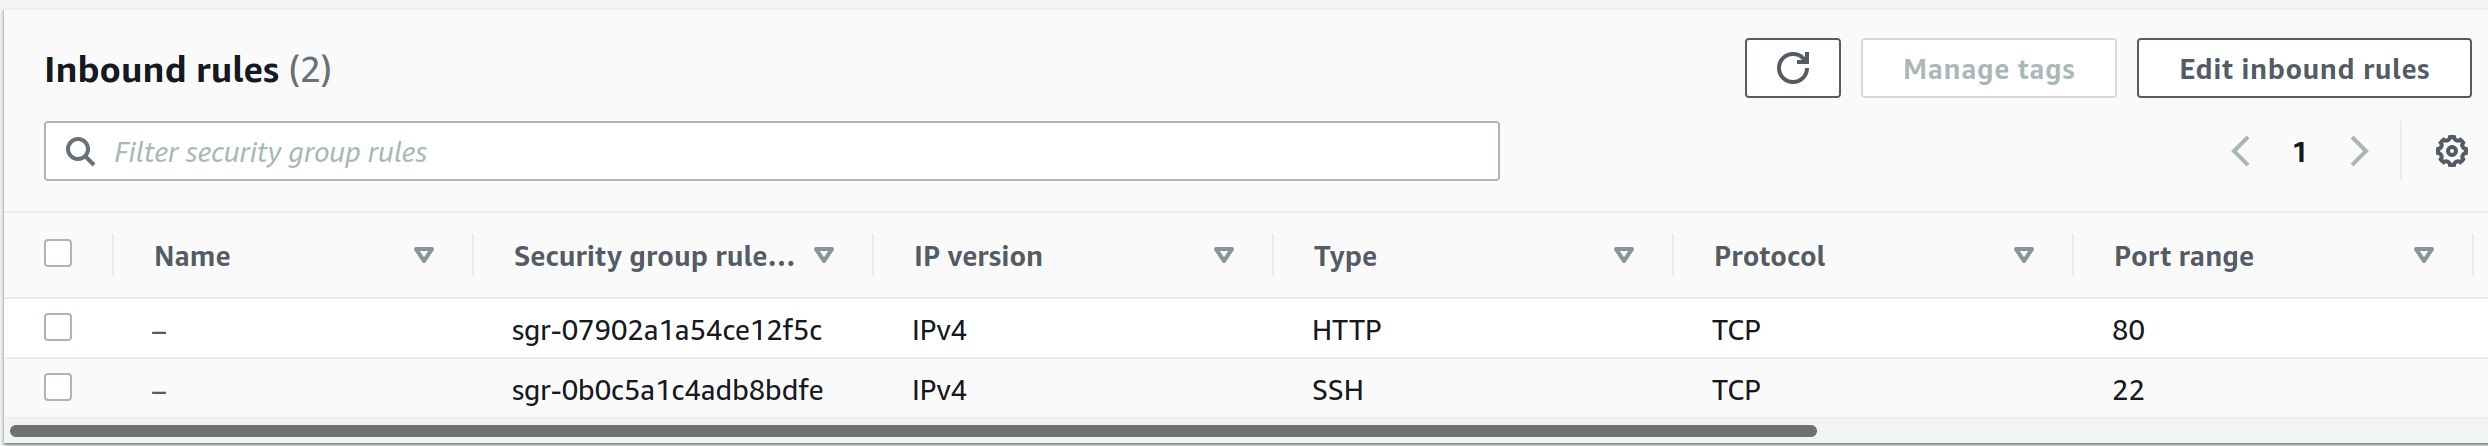 Inbound rules (2) Manage tags Edit inbound rules
Filter security group rules 1
Name Security group rule... IP version Type Protocol Port range
– sgr-07902a1a54ce12f5c IPv4 HTTP TCP 80
– sgr-0b0c5a1c4adb8bdfe IPv4 SSH TCP 22